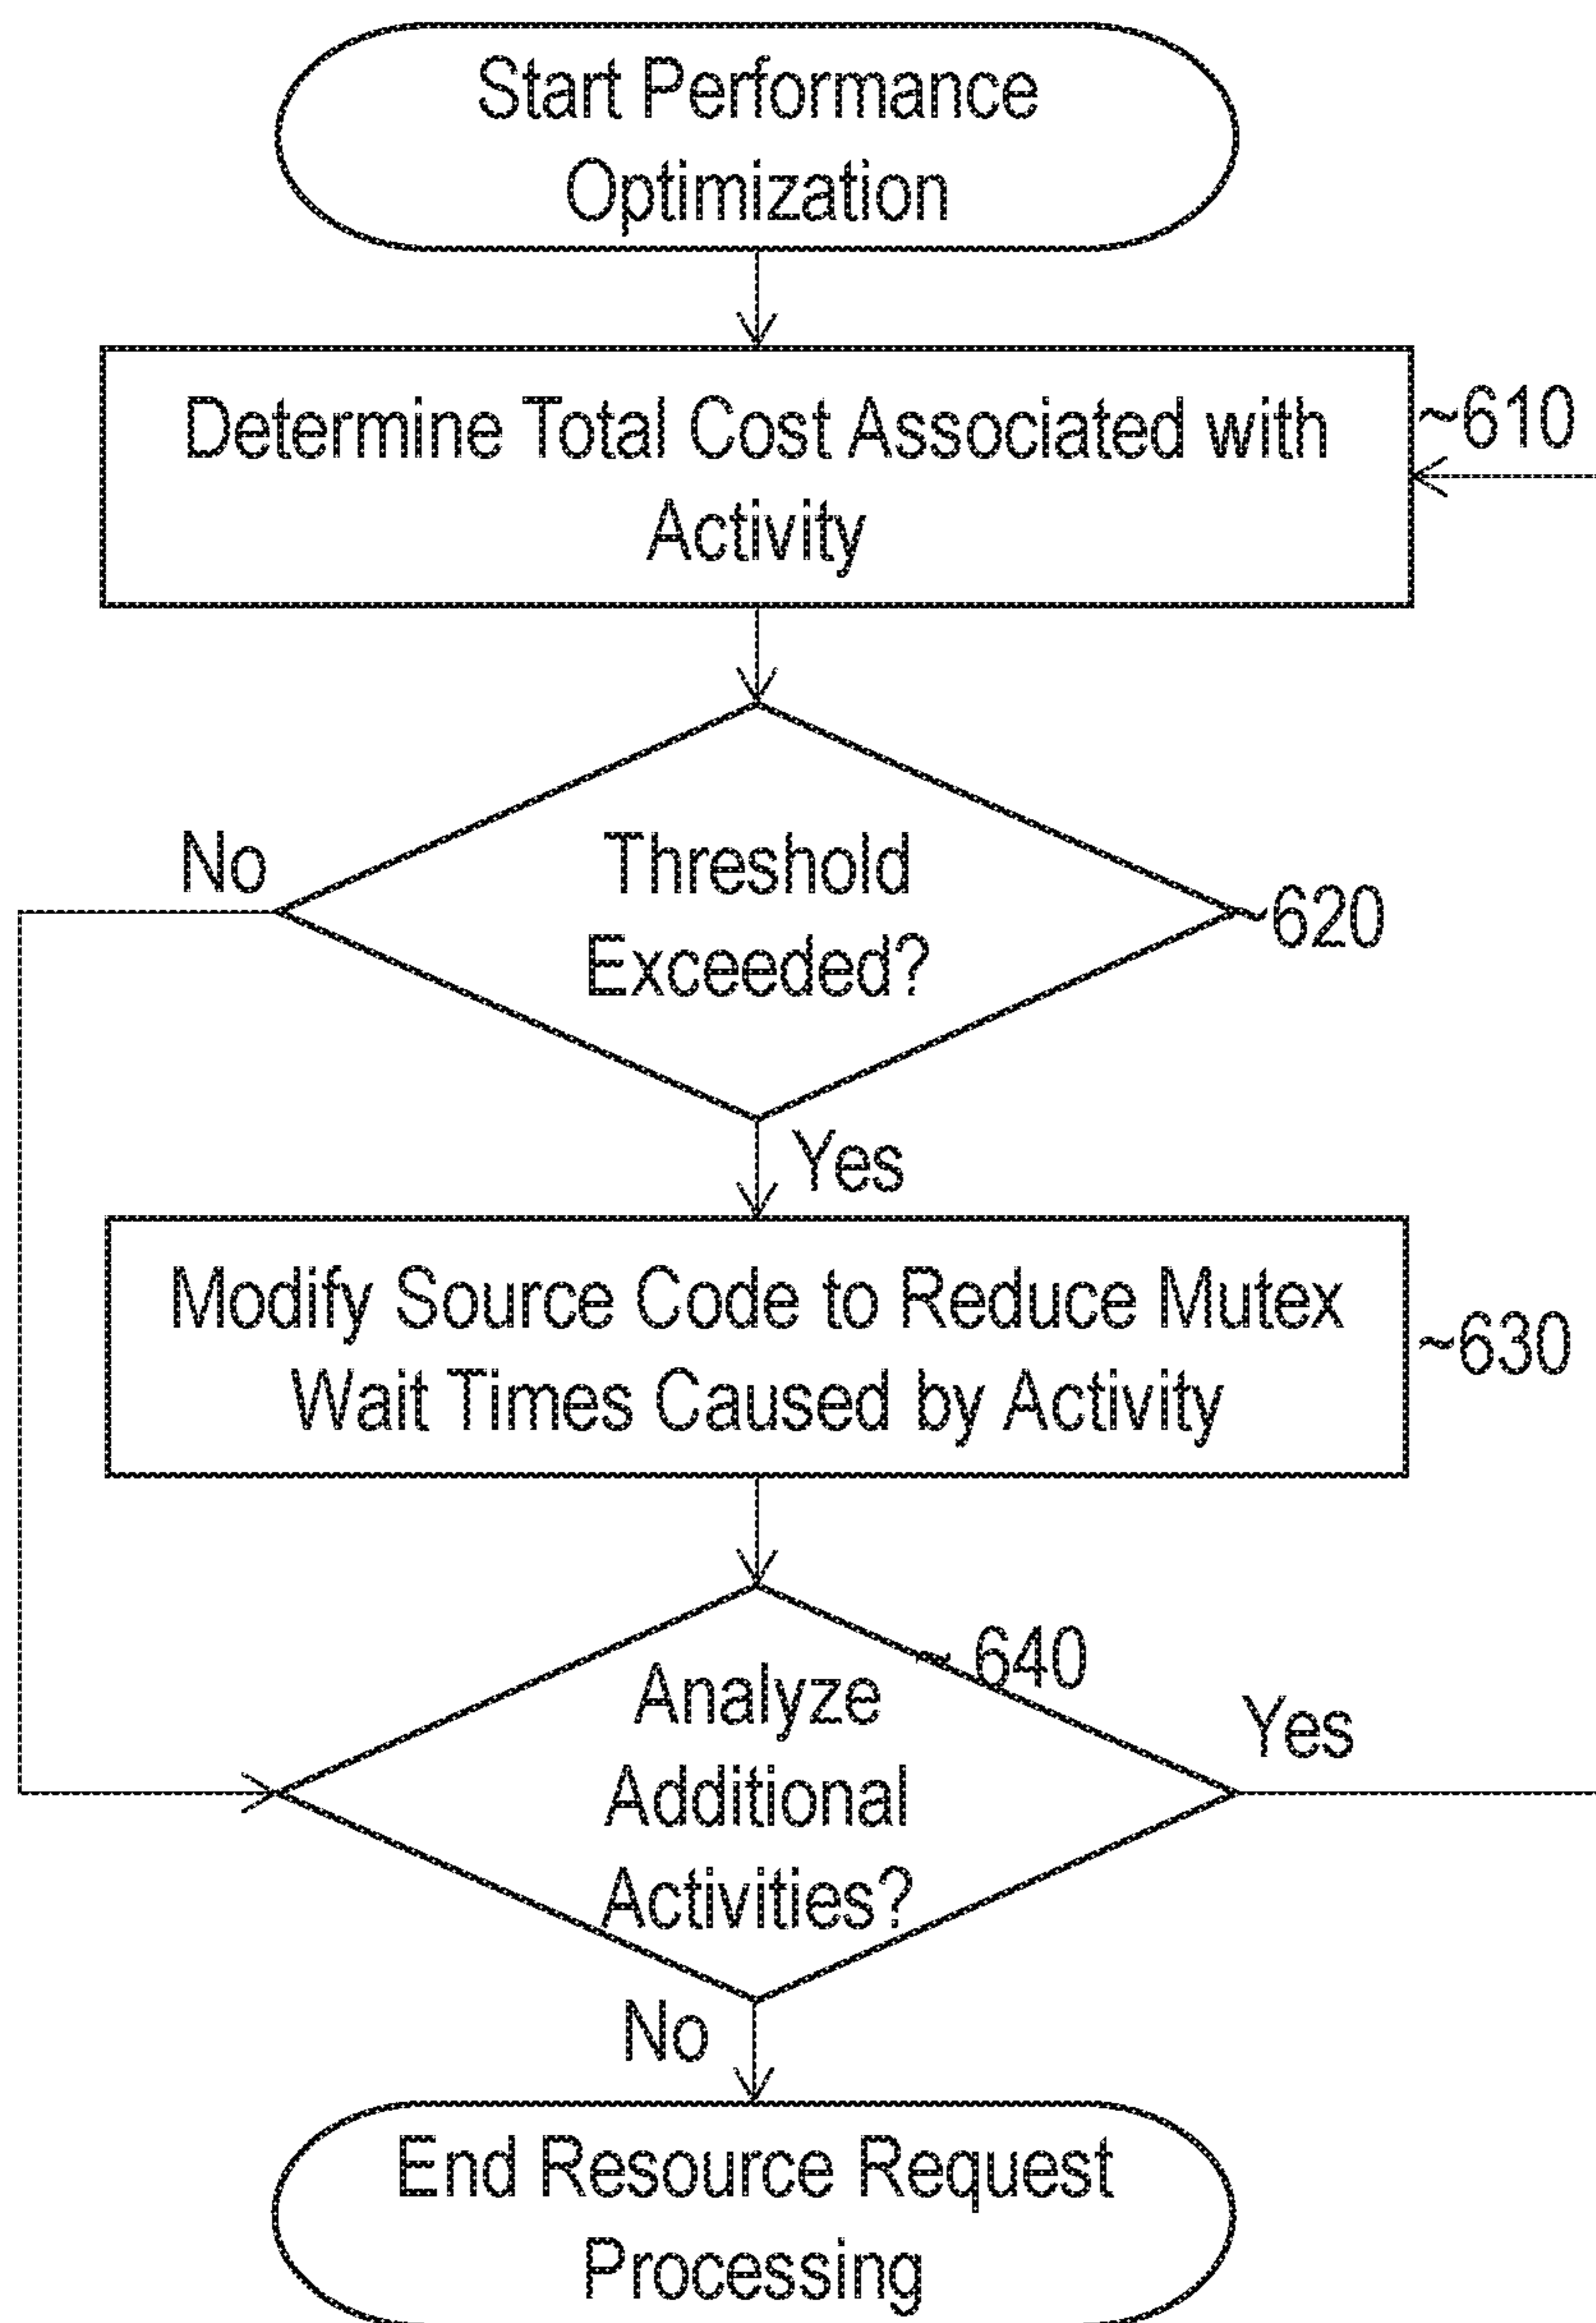 Start Performance
Optimization
Determine Total Cost Associated with
Activity
~610
Threshold
Exceeded?
No
~620
Yes
Modify Source Code to Reduce Mutex
Wait Times Caused by Activity
~630
~ 640
Analyze
Additional
Activities?
Yes
No
End Resource Request
Processing